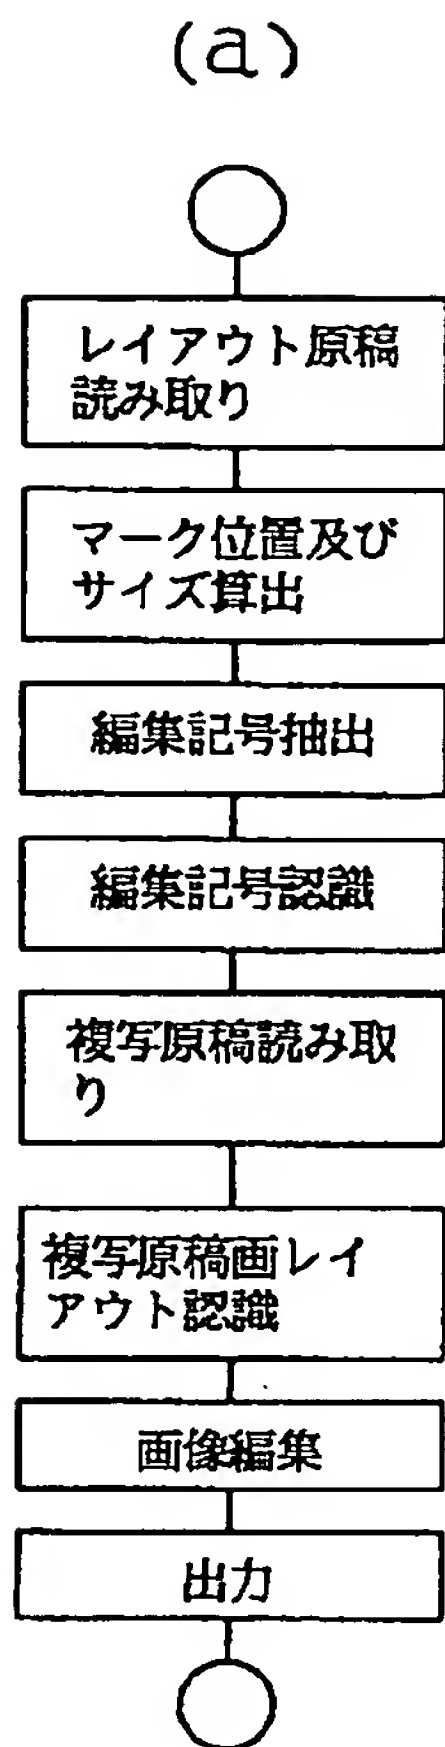 (a)
レイアウト原稿
読み取り
マーク位置及び
サイズ算出
編集記号抽出
編集記号認識
複写原稿読み取
り
複写原稿画レイ
アウト認識
画像編集
出力